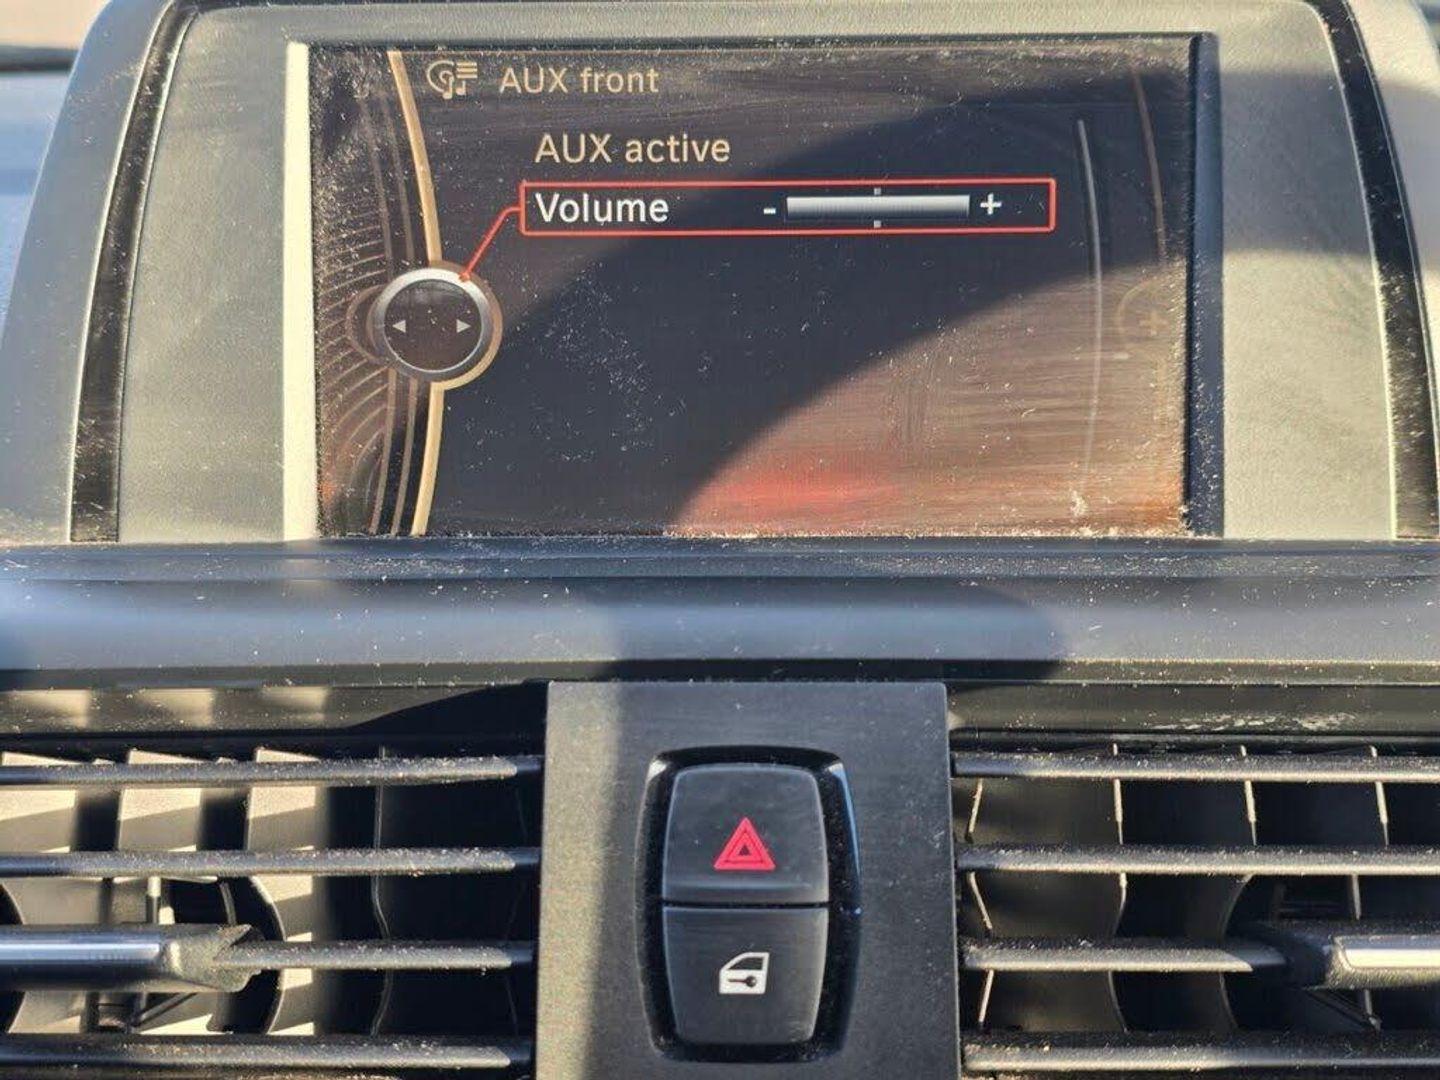 AUX front
AUX active
Volume - +